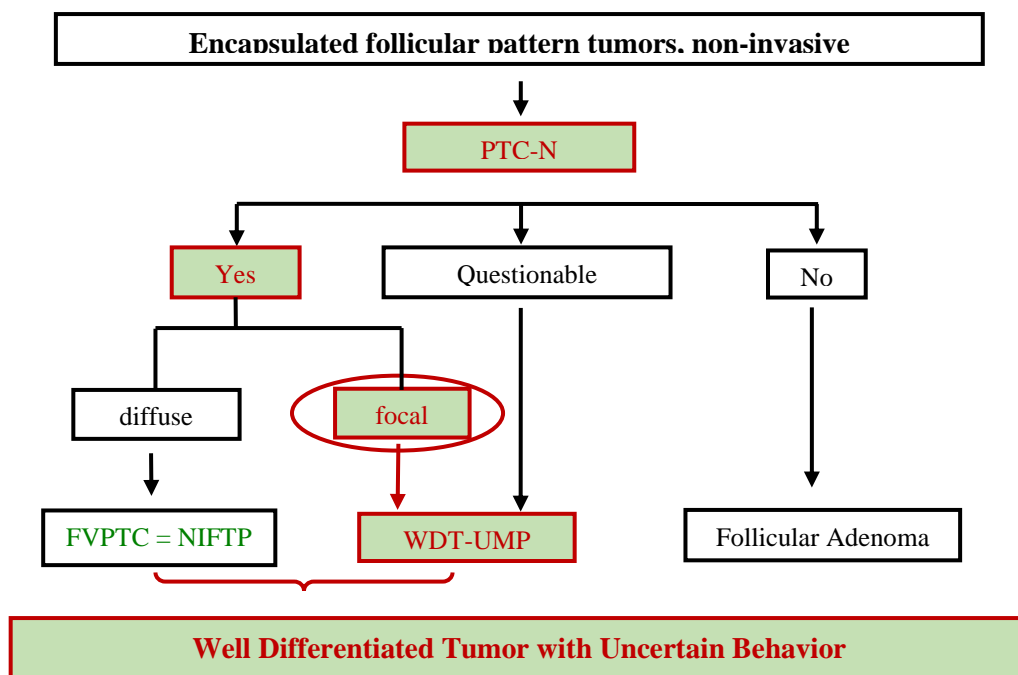 Encapsulated follicular pattern tumors, non-invasive
PTC-N
Yes
Questionable
No
diffuse
focal
FVPTC = NIFTP
WDT-UMP
Follicular Adenoma
Well Differentiated Tumor with Uncertain Behavior